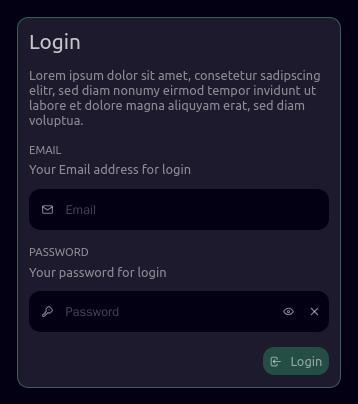 Login
Lorem ipsum dolor sit amet, consetetur sadipscing
elitr, sed diam nonumy eirmod tempor invidunt ut
labore et dolore magna aliquyam erat, sed diam
voluptua.
EMAIL
Your Email address for login
Email
PASSWORD
Your password for login
Password
Login